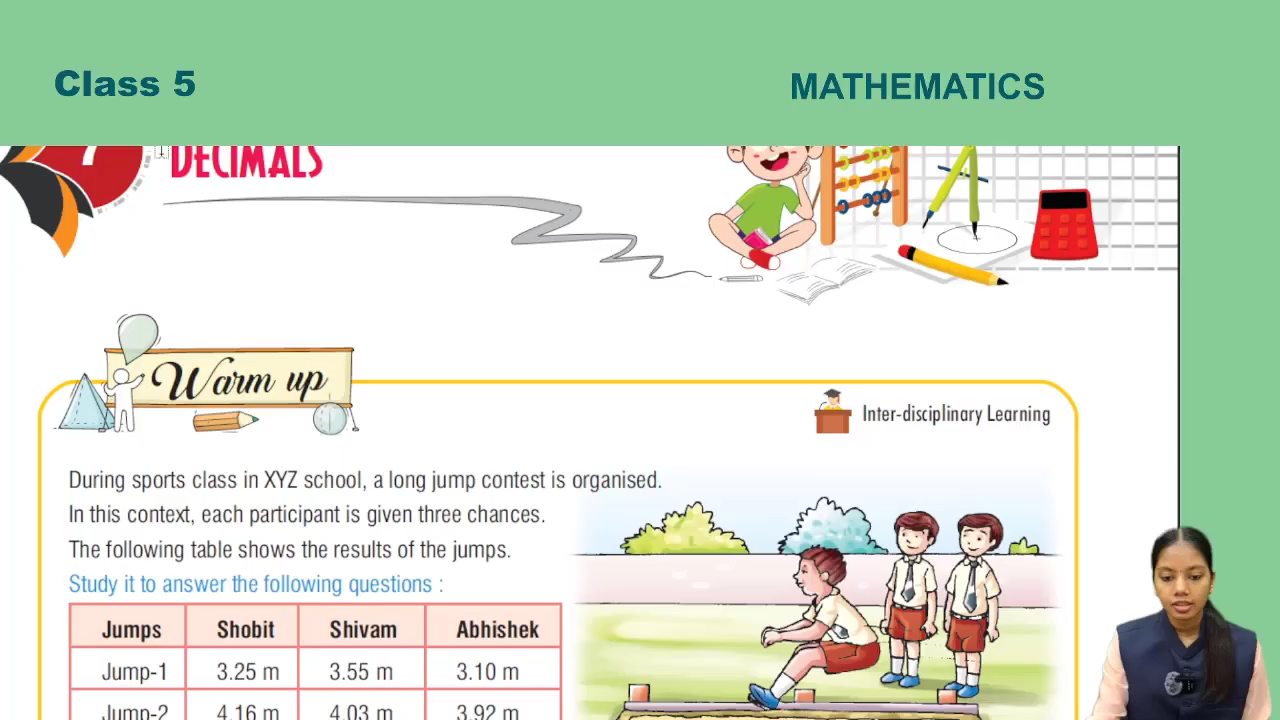 Class 5
MATHEMATICS
7
DECIMALS
Warm up
Inter-disciplinary Learning
During sports class in XYZ school, a long jump contest is organised.
In this context, each participant is given three chances.
The following table shows the results of the jumps.
Study it to answer the following questions :
Jumps Shobit Shivam Abhishek
Jump-1 3.25 m 3.55 m 3.10 m
Jump-2 4.16 m 4.03 m 3.92 m